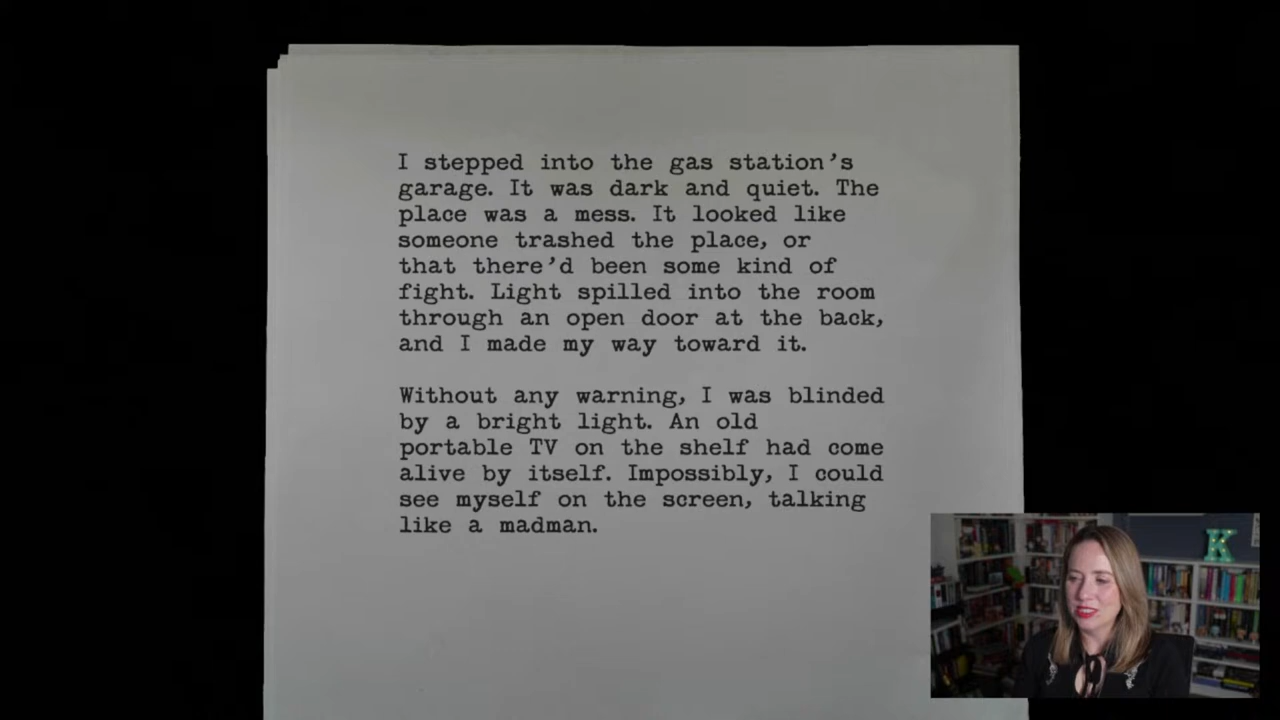 I stepped into the gas station’s
garage. It was dark and quiet. The
place was a mess. It looked like
someone trashed the place, or
that there’d been some kind of
fight. Light spilled into the room
through an open door at the back,
and I made my way toward it.
Without any warning, I was blinded
by a bright light. An old
portable TV on the shelf had come
alive by itself. Impossibly, I could
see myself on the screen, talking
like a madman.
K